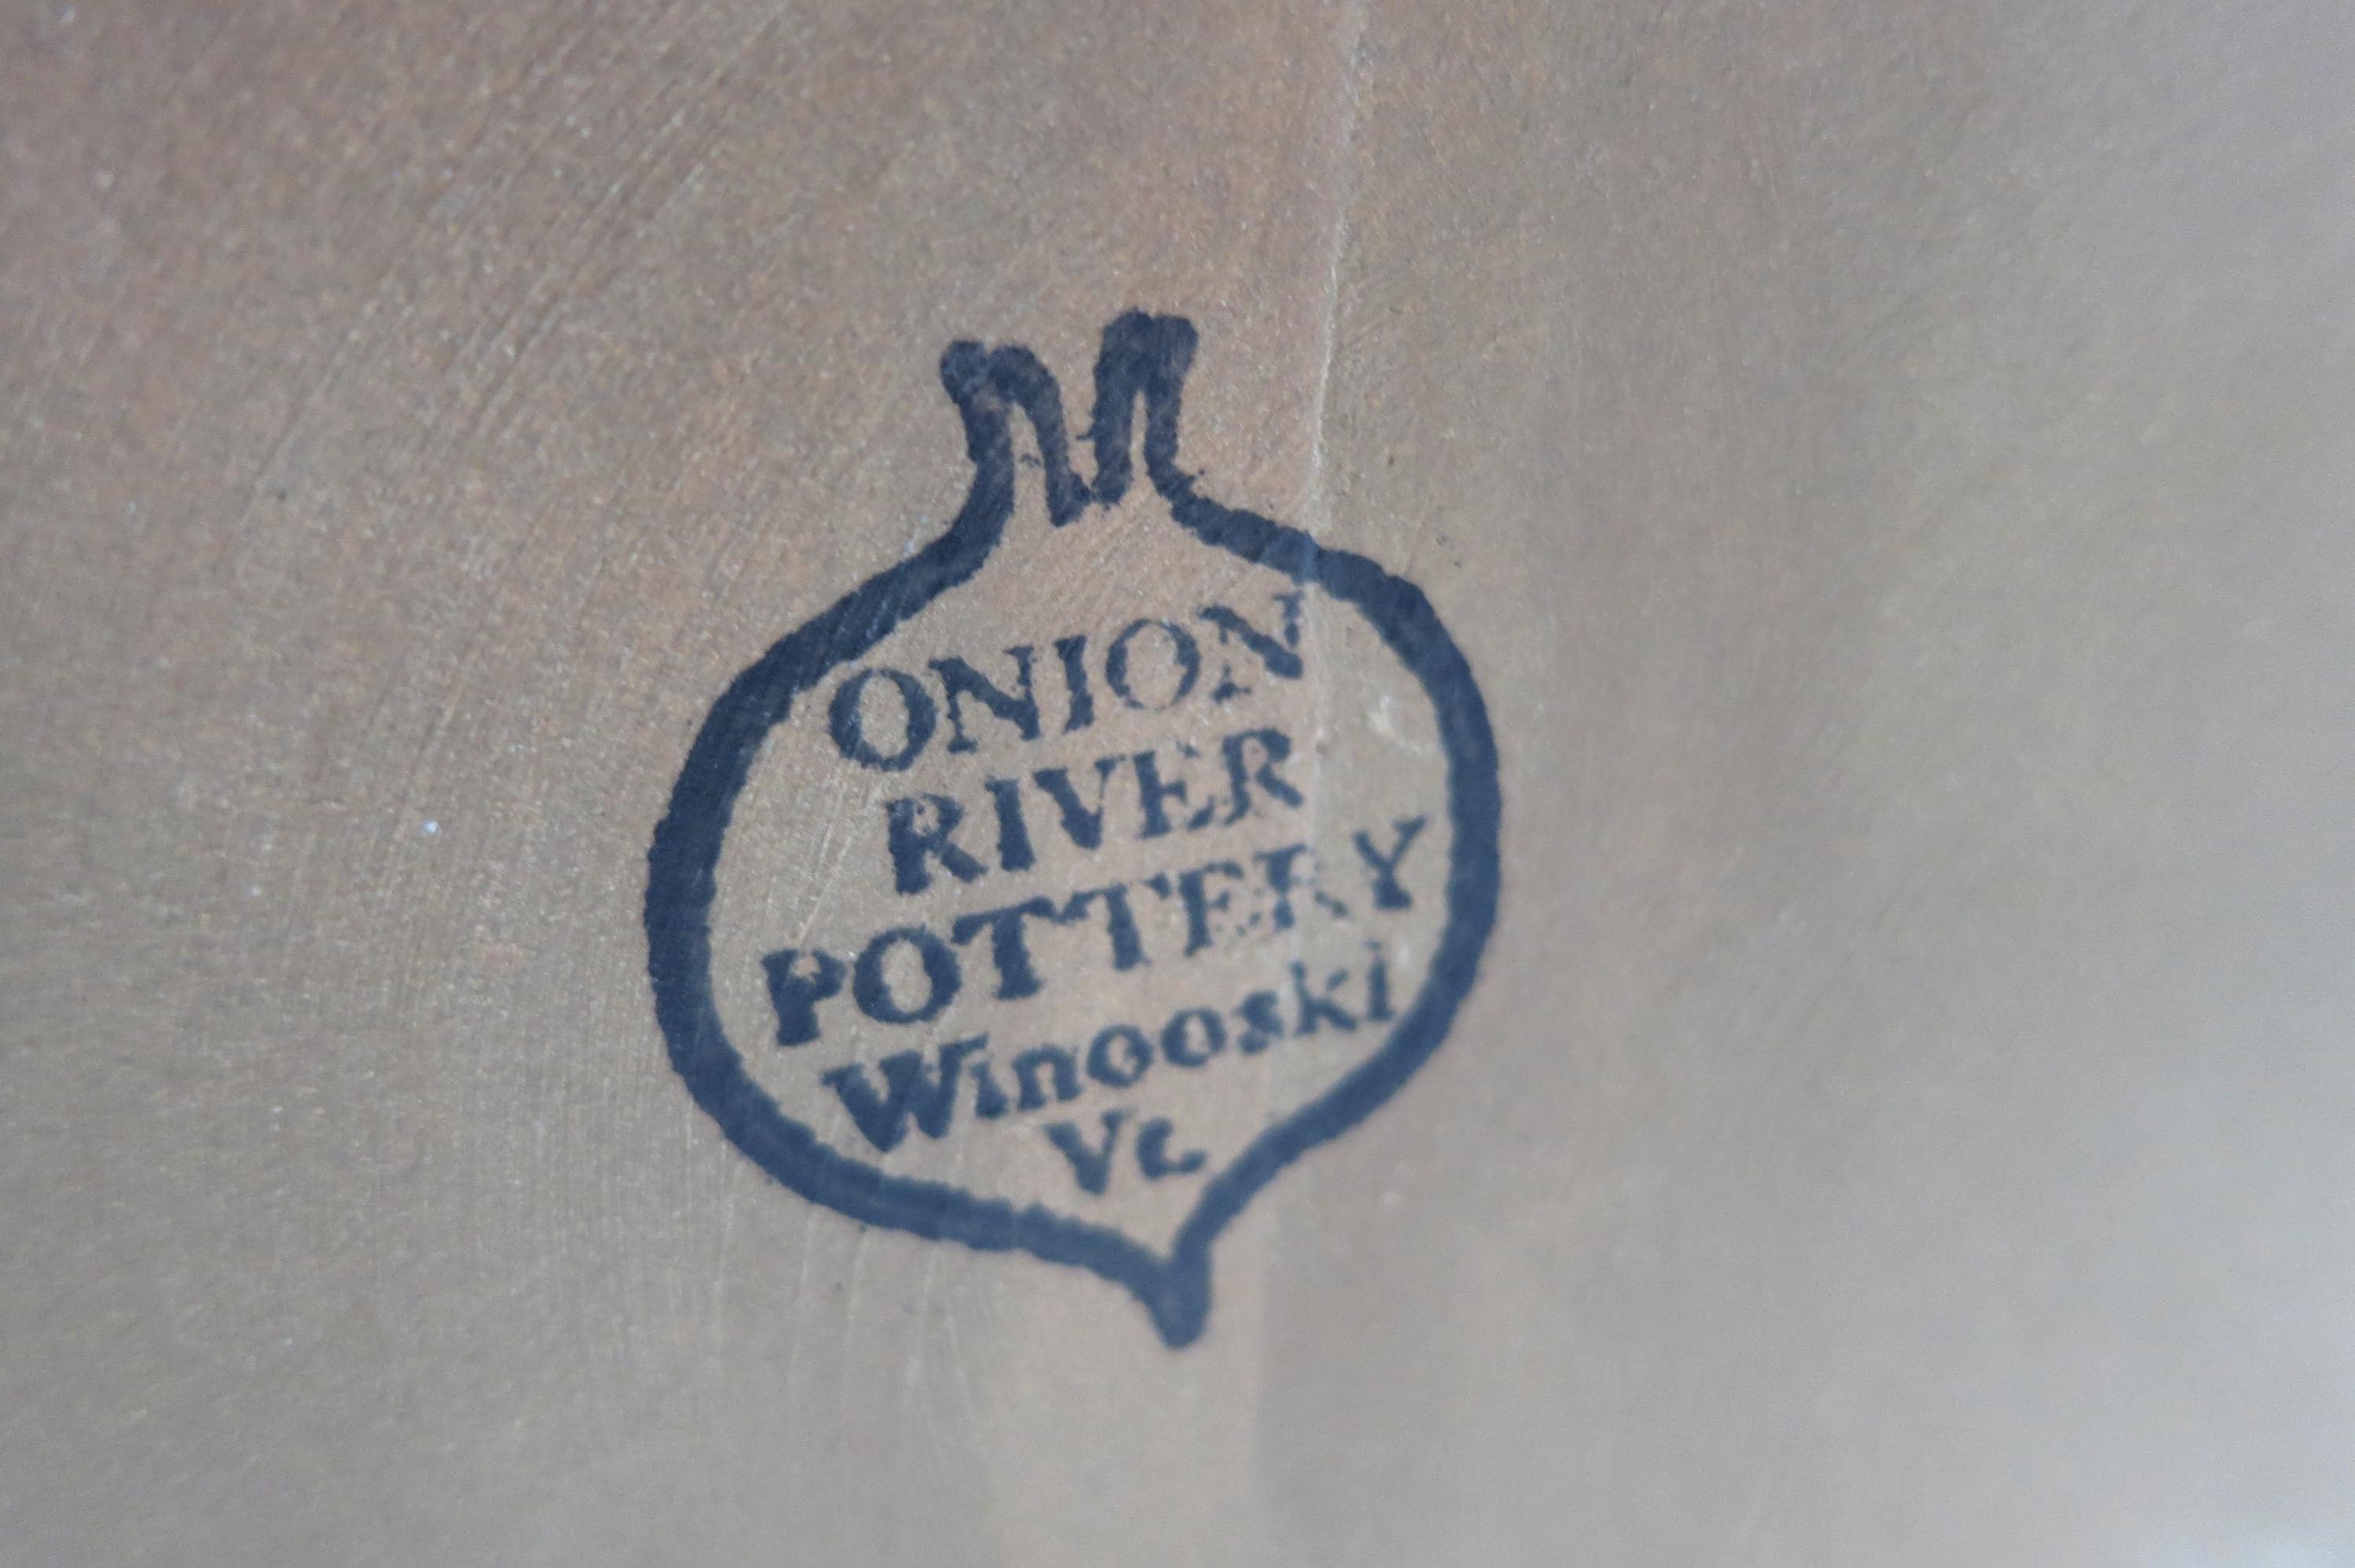 ONION
RIVER
POTTERY
Winooski
Vt.